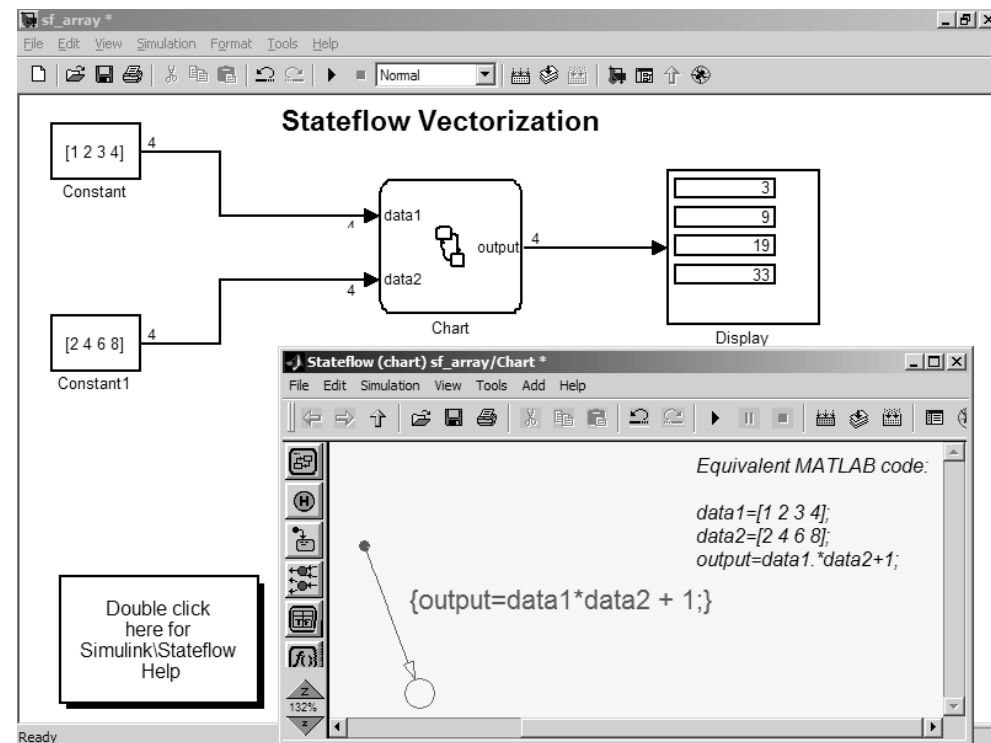 sf_array *
File Edit View Simulation Format Tools Help
Normal
Stateflow Vectorization
[1 2 3 4]
4
Constant
4
data1
output
4
data2
4
Chart
3
9
19
33
Display
[2 4 6 8]
4
Constant1
Stateflow (chart) sf_array/Chart *
File Edit Simulation View Tools Add Help
Equivalent MATLAB code:
data1=[1 2 3 4];
data2=[2 4 6 8];
output=data1.*data2+1;
{output=data1*data2 + 1;}
H
f()
Z
132%
z
Double click
here for
Simulink\Stateflow
Help
Ready